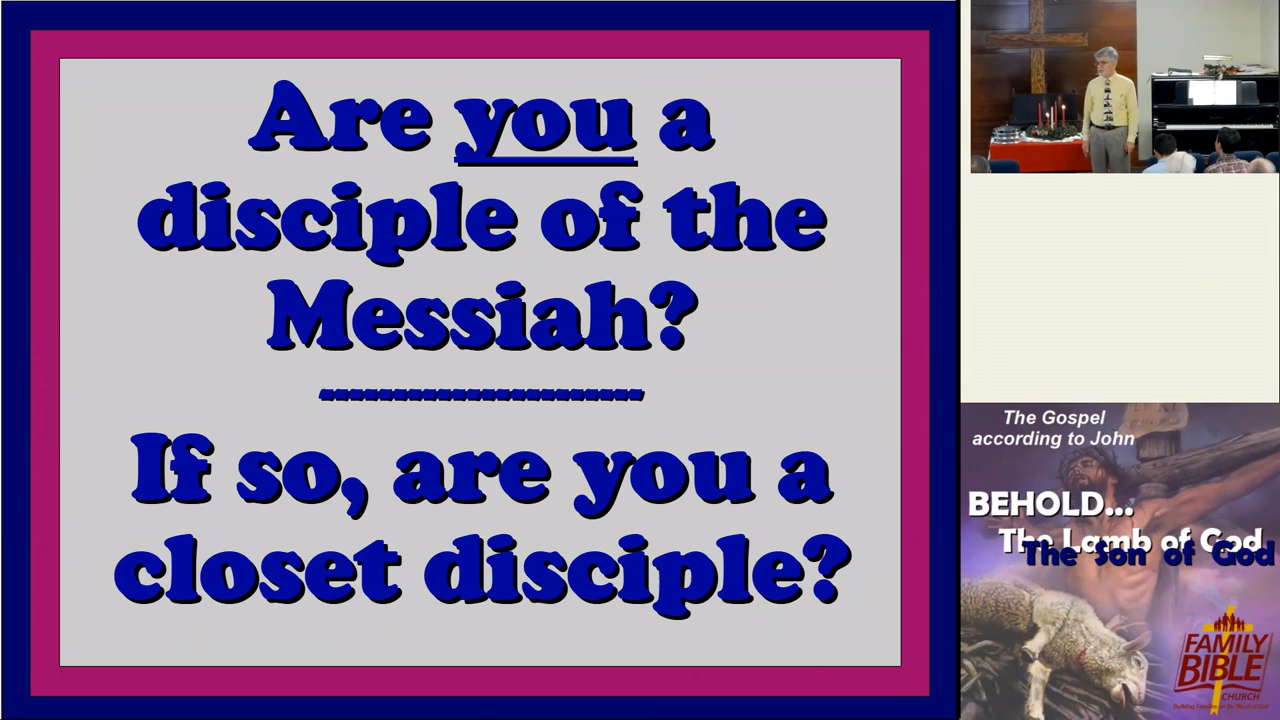 Are you a
disciple of the
Messiah?
----------------------
If so, are you a
closet disciple?
The Gospel
according to John
BEHOLD...
The Lamb of God
The Son of God
FAMILY
BIBLE
CHURCH